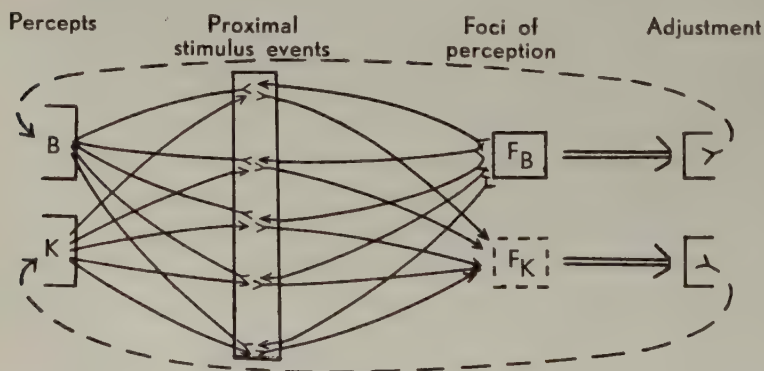 Percepts
Proximal
stimulus events
Foci of
perception
Adjustment
B
F_B
K
F_K